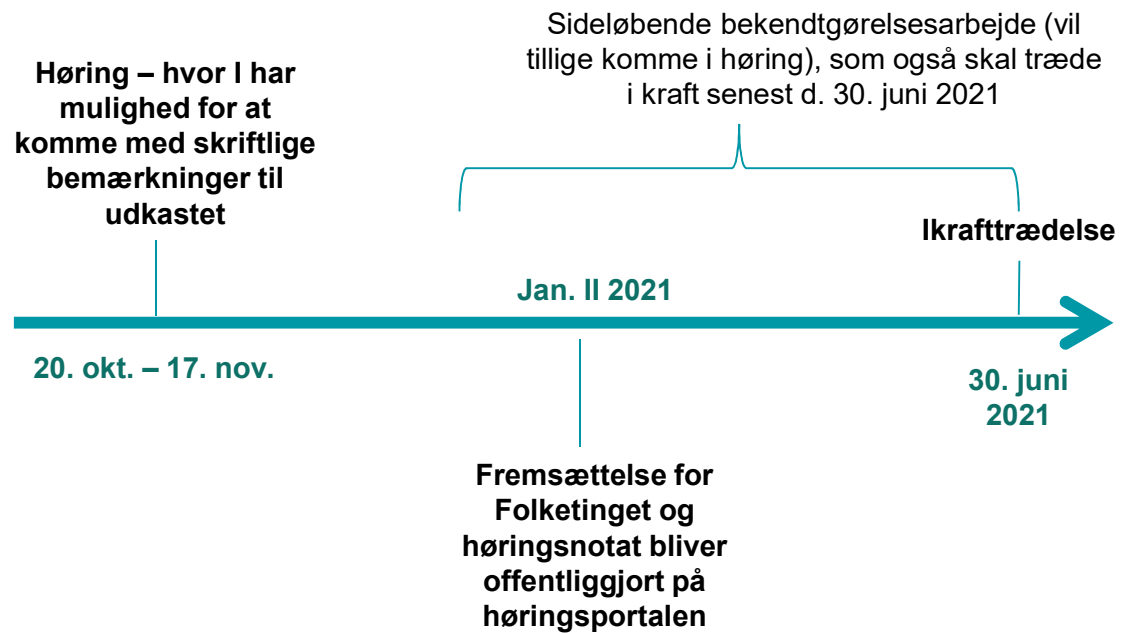 Høring – hvor I har
mulighed for at
komme med skriftlige
bemærkninger til
udkastet
Sideløbende bekendtgørelsesarbejde (vil
tillige komme i høring), som også skal træde
i kraft senest d. 30. juni 2021
Ikrafttrædelse
Jan. II 2021
20. okt. – 17. nov.
30. juni
2021
Fremsættelse for
Folketinget og
høringsnotat bliver
offentliggjort på
høringsportalen